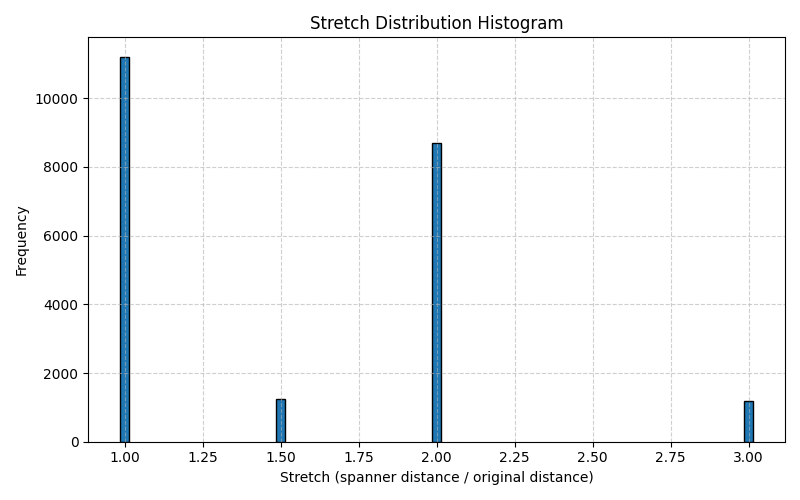 Stretch Distribution Histogram
Frequency
10000
8000
6000
4000
2000
0
1.00 1.25 1.50 1.75 2.00 2.25 2.50 2.75 3.00
Stretch (spanner distance / original distance)